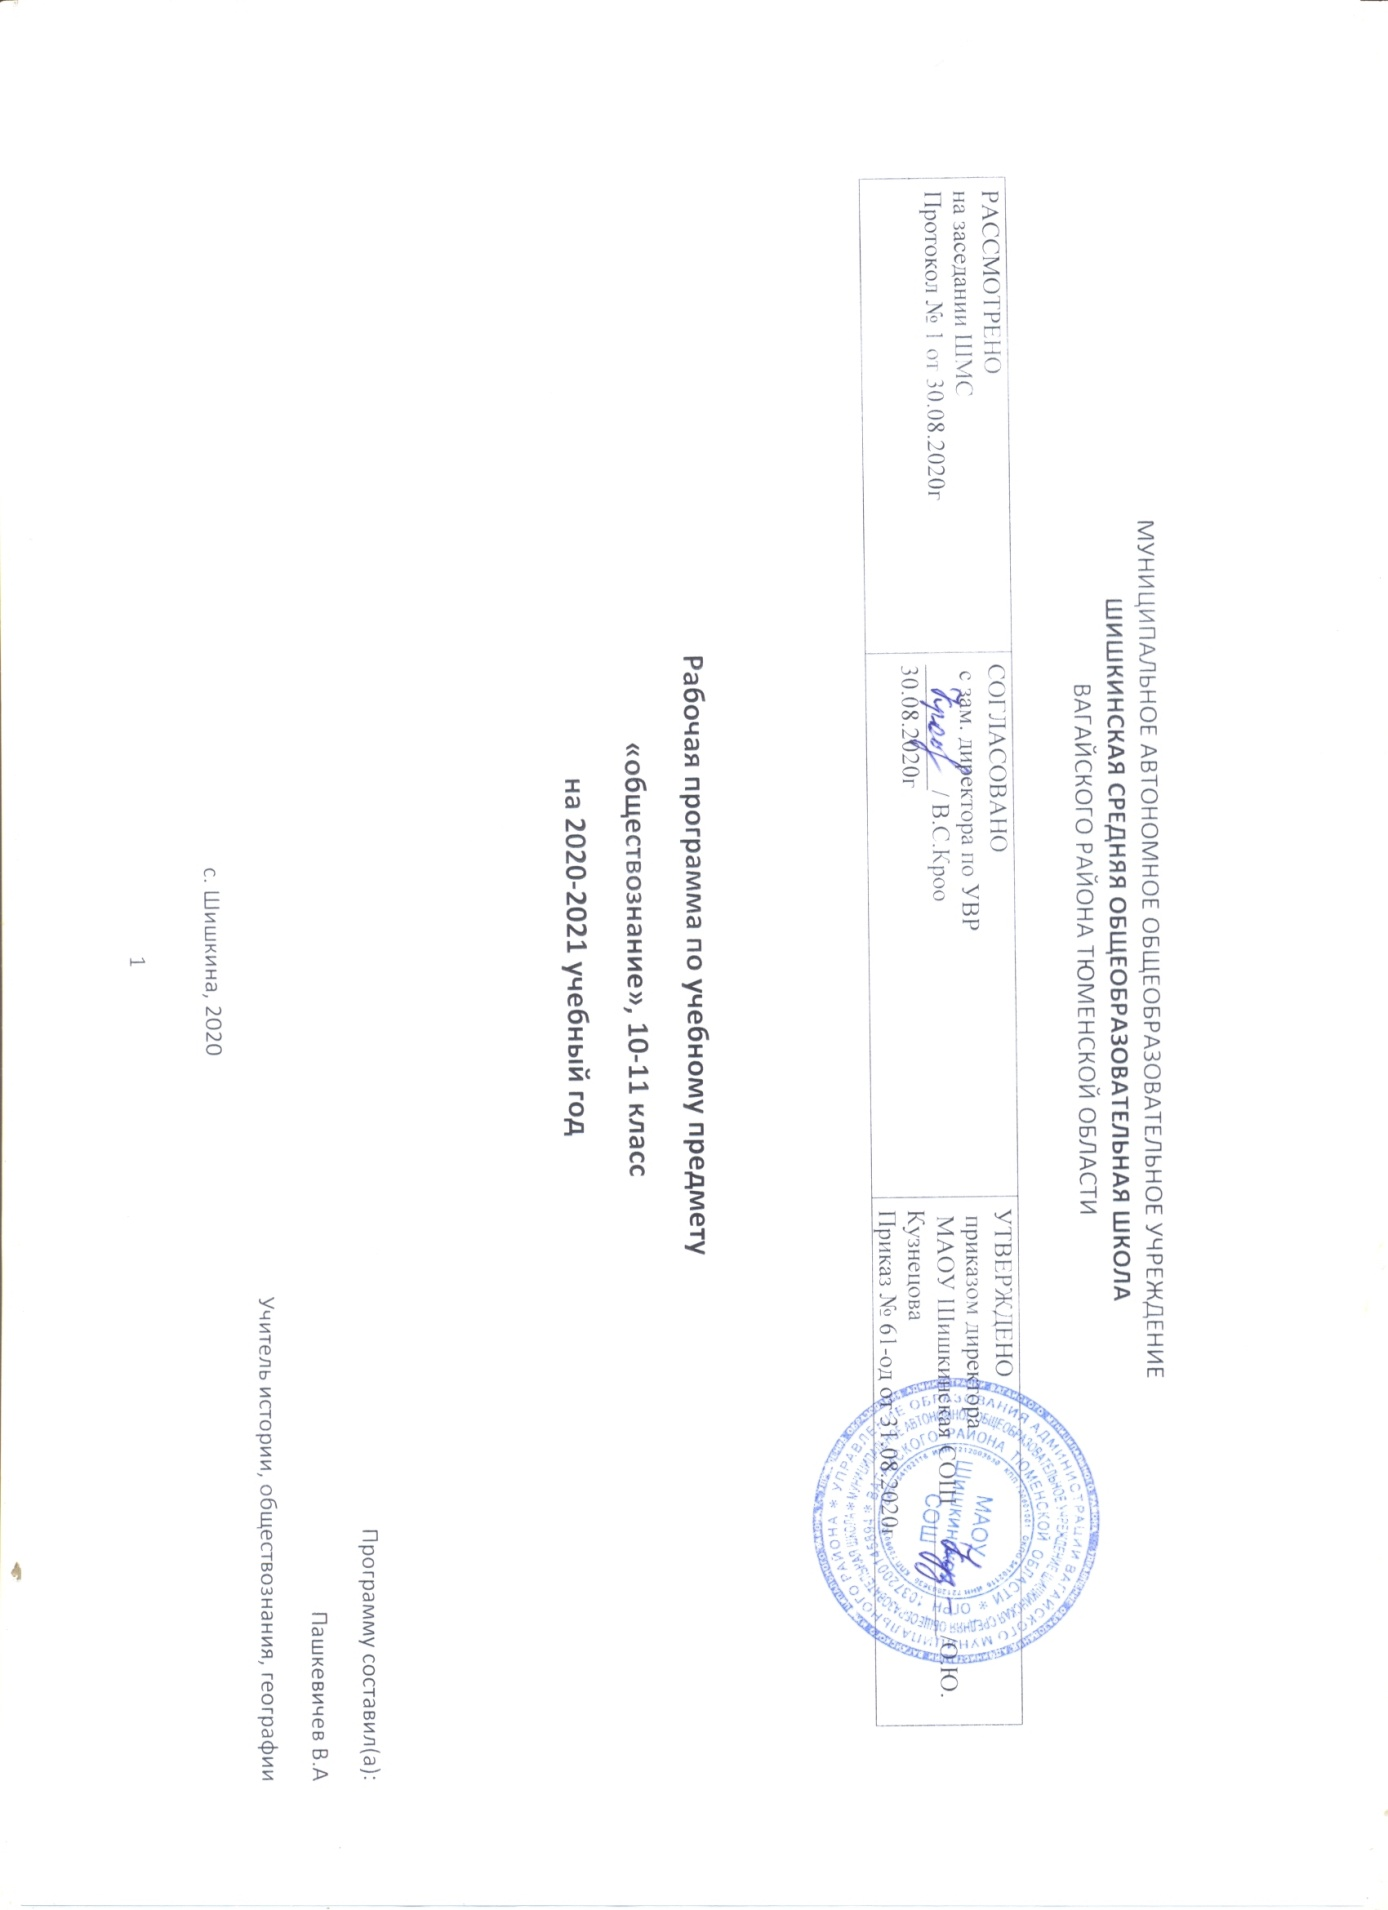 МУНИЦИПАЛЬНОЕ АВТОНОМНОЕ ОБЩЕОБРАЗОВАТЕЛЬНОЕ УЧРЕЖДЕНИЕ
ШИШКИНСКАЯ СРЕДНЯЯ ОБЩЕОБРАЗОВАТЕЛЬНАЯ ШКОЛА
ВАГАЙСКОГО РАЙОНА ТЮМЕНСКОЙ ОБЛАСТИ
РАССМОТРЕНО
на заседании ШМС
Протокол № 1 от 30.08.2020г
СОГЛАСОВАНО
с зам. директора по УВР
/ В.С.Кроо
30.08.2020г
УТВЕРЖДЕНО
приказом директора
МАОУ Шишкинская СОШ /О.Ю.
Кузнецова
Приказ № 61-од от 31.08.2020г
МАОУ
СОШ
Рабочая программа по учебному предмету
«обществознание», 10-11 класс
на 2020-2021 учебный год
Программу составил(а):
Пашкевичев В.А
Учитель истории, обществознания, географии
с. Шишкина, 2020
1